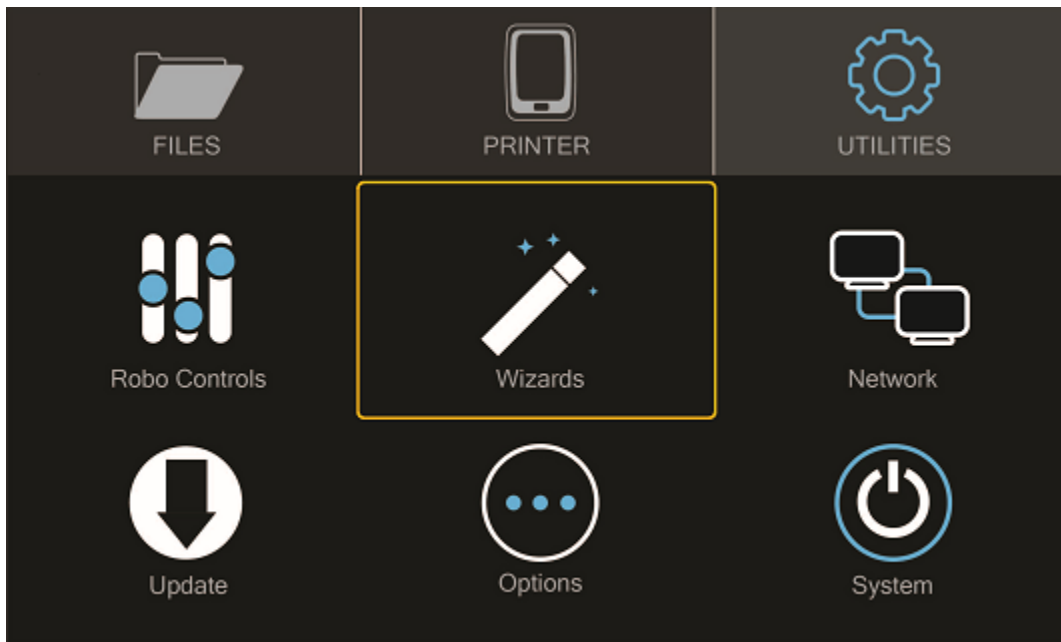 FILES
PRINTER
UTILITIES
Robo Controls
Wizards
Network
Update
Options
System